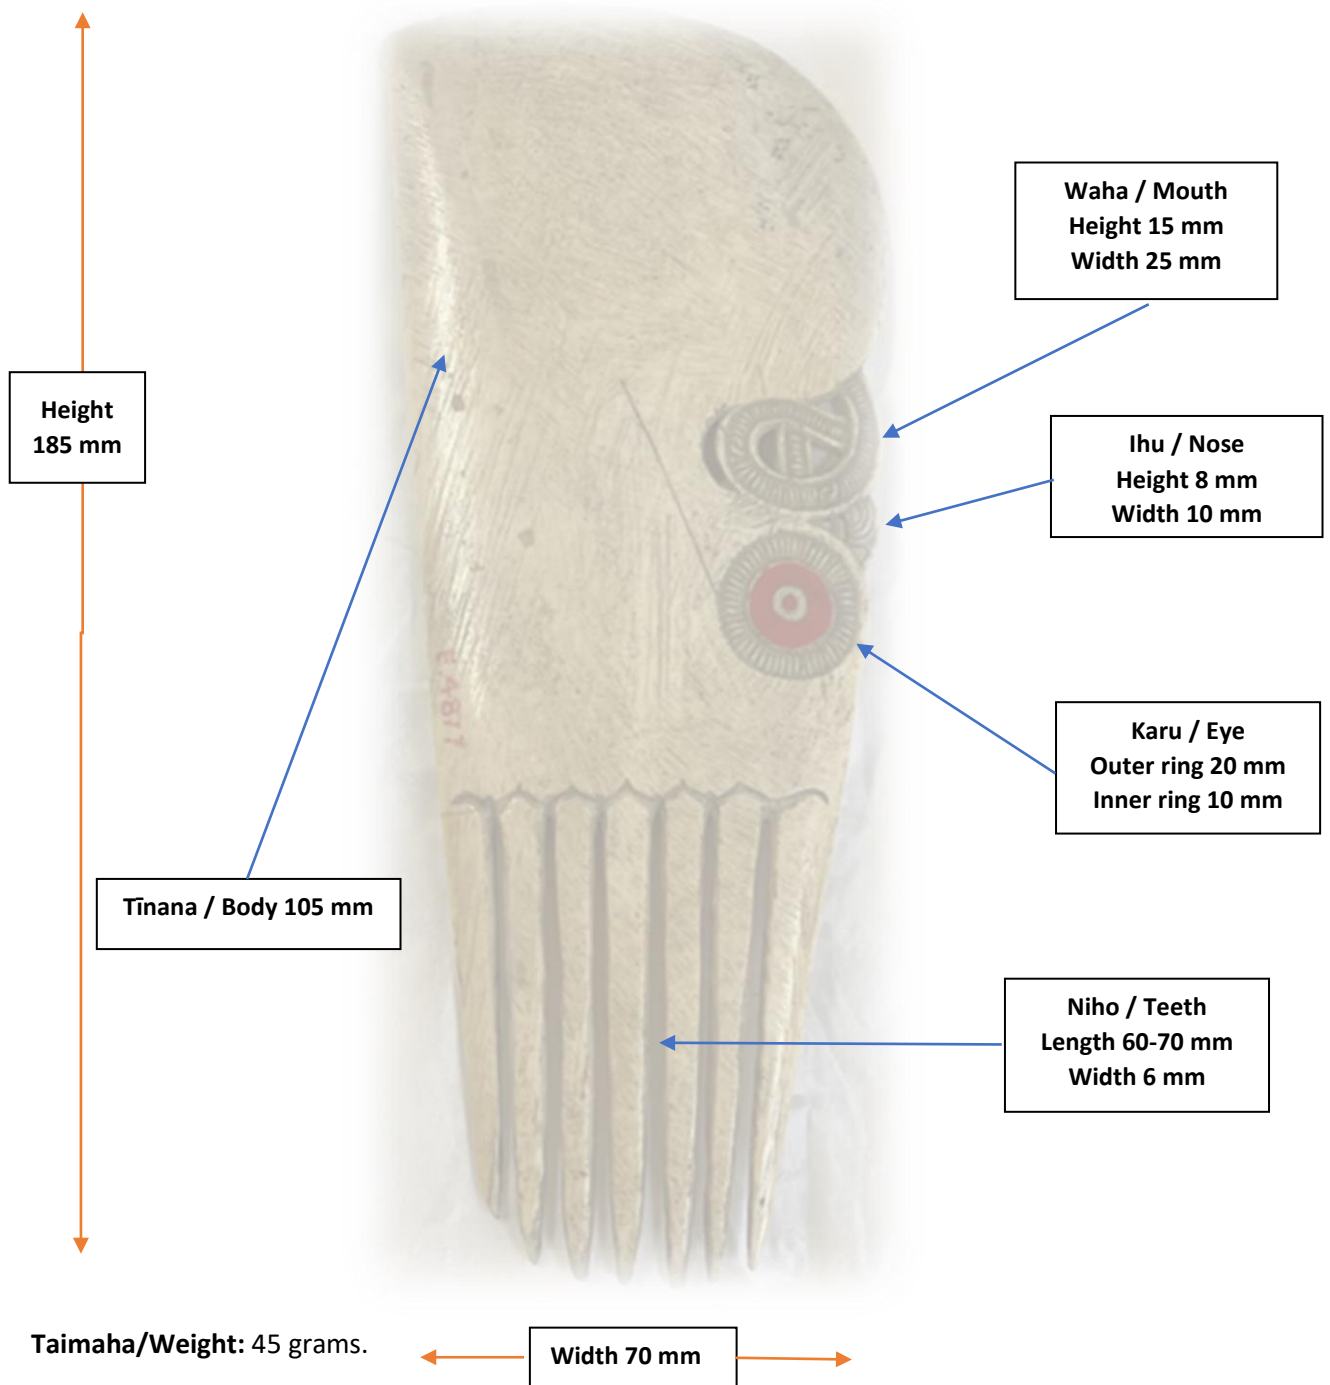 Waha / Mouth
Height 15 mm
Width 25 mm
Height
185 mm
Ihu / Nose
Height 8 mm
Width 10 mm
E.4877
Karu / Eye
Outer ring 20 mm
Inner ring 10 mm
Tīnana / Body 105 mm
Niho / Teeth
Length 60-70 mm
Width 6 mm
Taimaha/Weight: 45 grams.
Width 70 mm